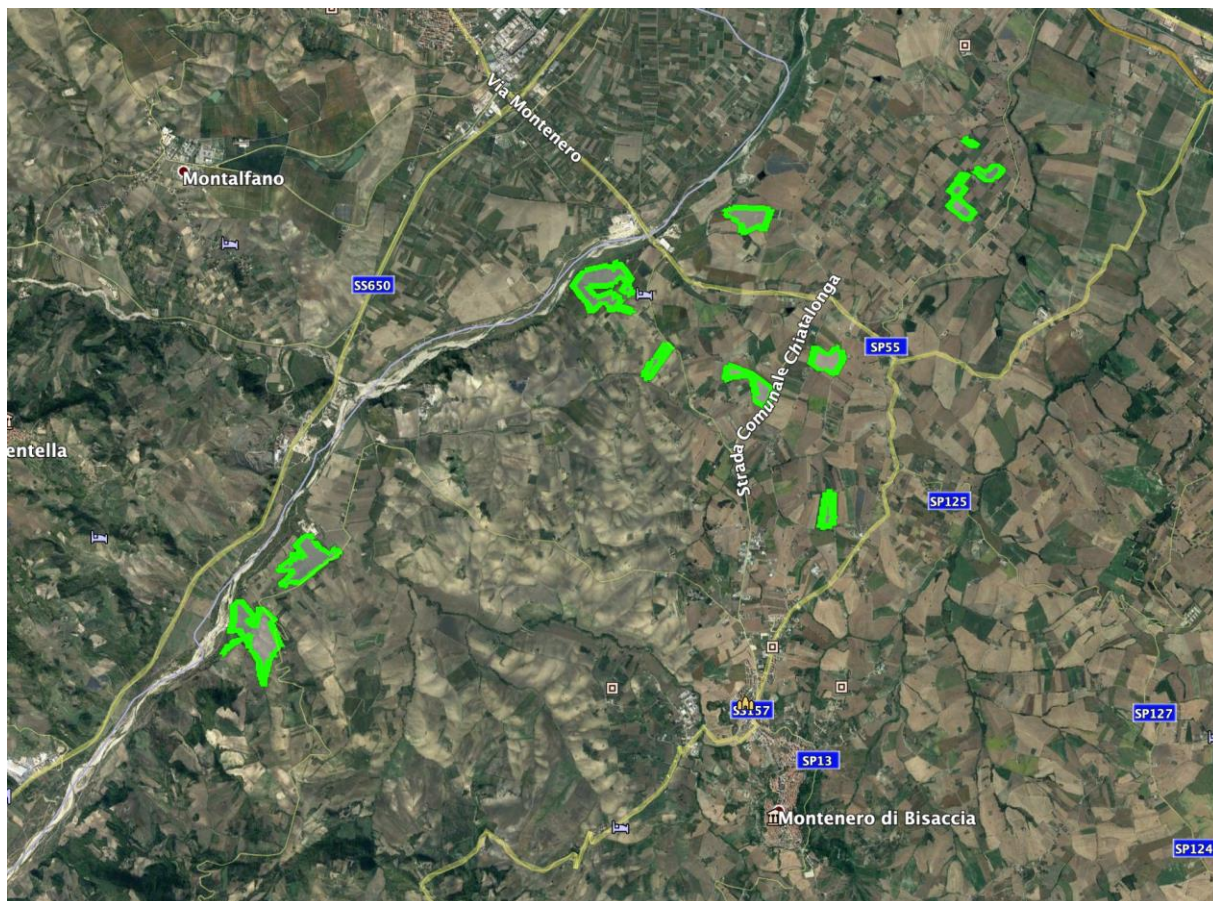 Via Montenero
Montalfano
SS650
Strada Comunale Chiatalonga
SP55
entella
SP125
SS157
SP127
SP13
Montenero di Bisaccia
SP124